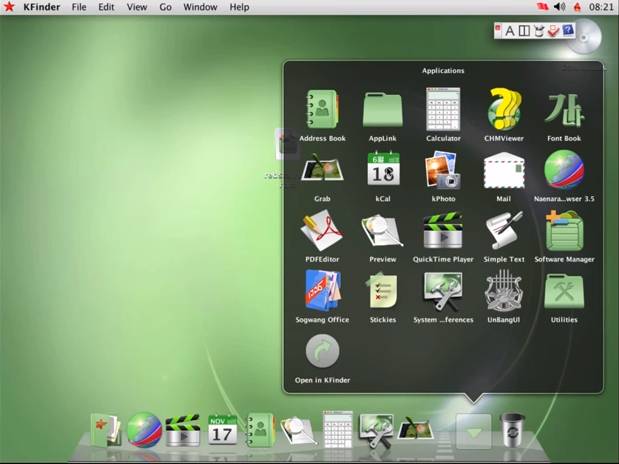 KFinder File Edit View Go Window Help 08:21
A
Applications
Address Book AppLink Calculator CHMViewer Font Book
가
6월
18
Grab kCal kPhoto Mail Naenara...wser 3.5
PDFEditor Preview QuickTime Player Simple Text Software Manager
Sogwang Office Stickies System ...ferences UnBangUl Utilities
Open in KFinder
NOV
17